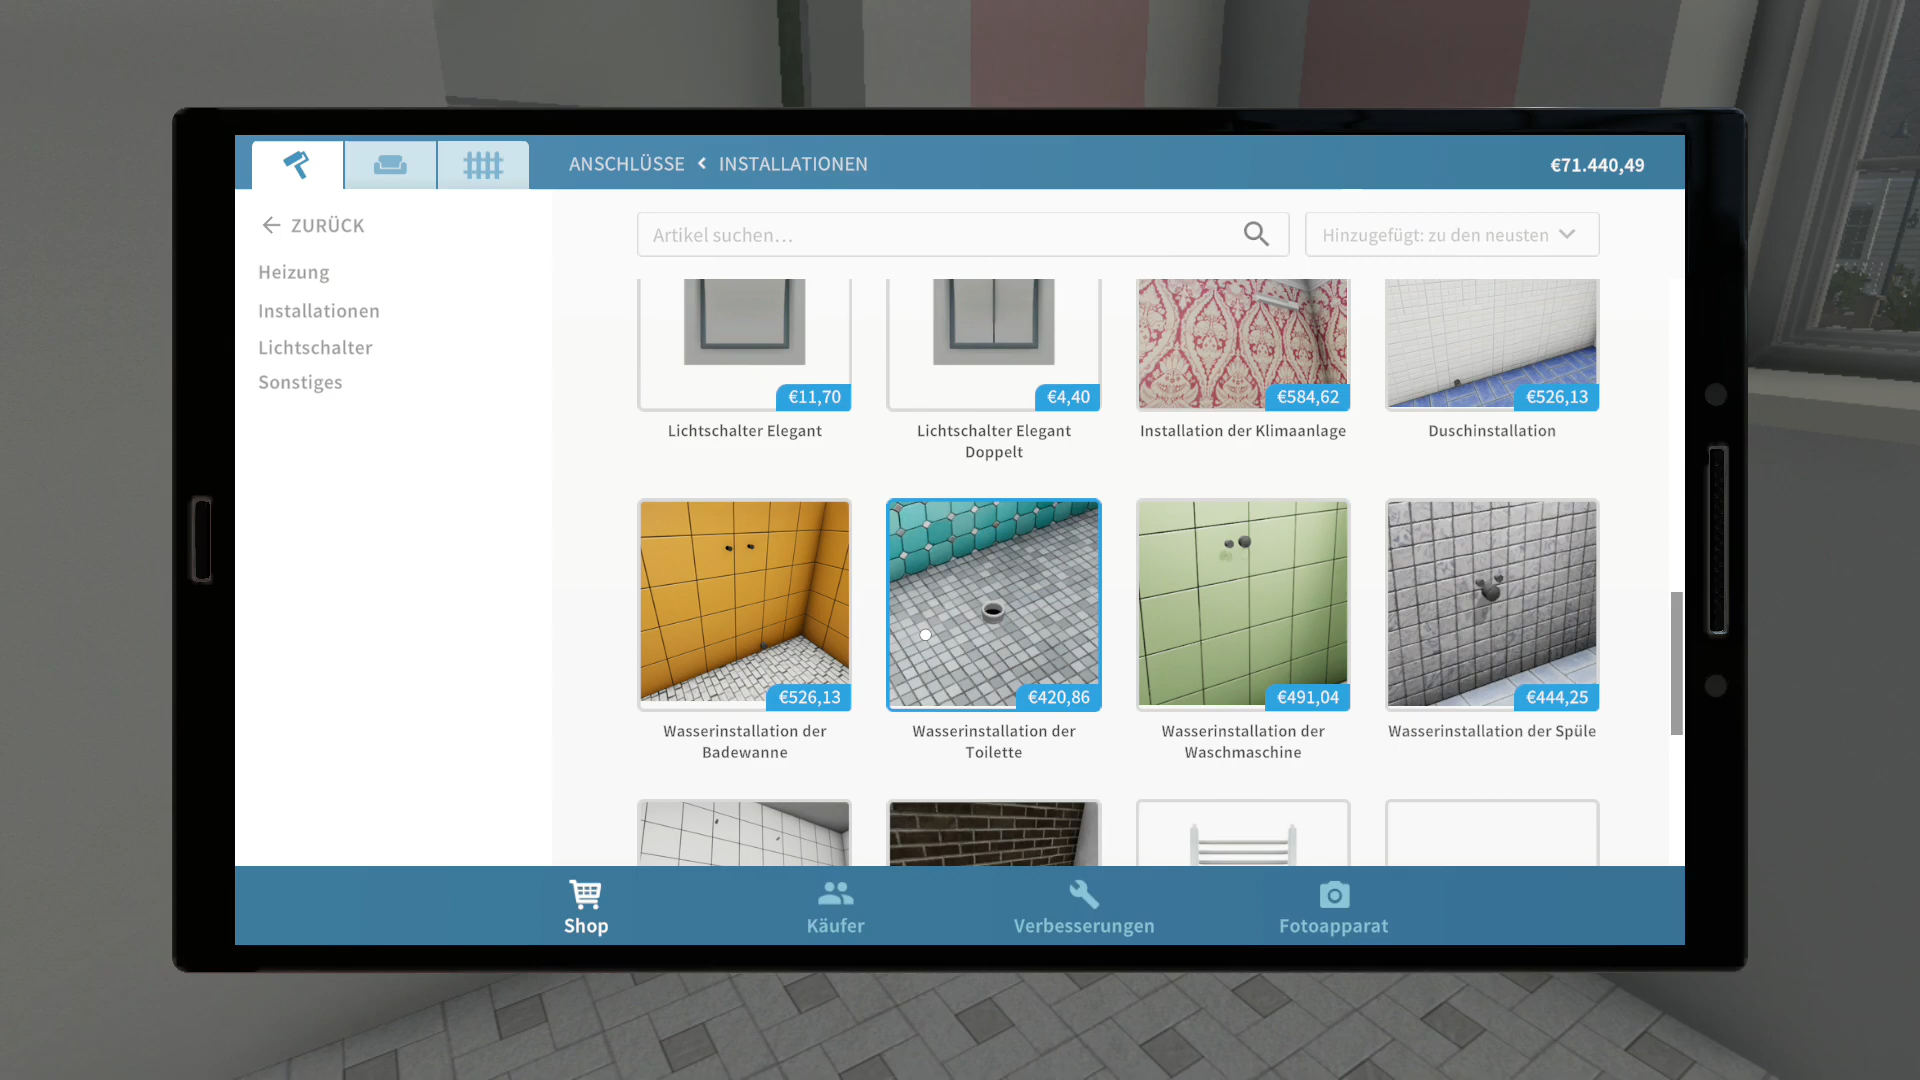 ANSCHLÜSSE < INSTALLATIONEN
€71.440,49
← ZURÜCK
Heizung
Installationen
Lichtschalter
Sonstiges
Artikel suchen...
Hinzugefügt: zu den neusten
€11,70
€4,40
€584,62
€526,13
Lichtschalter Elegant
Lichtschalter Elegant
Doppelt
Installation der Klimaanlage
Duschinstallation
€526,13
€420,86
€491,04
€444,25
Wasserinstallation der
Badewanne
Wasserinstallation der
Toilette
Wasserinstallation der
Waschmaschine
Wasserinstallation der Spüle
Shop
Käufer
Verbesserungen
Fotoapparat